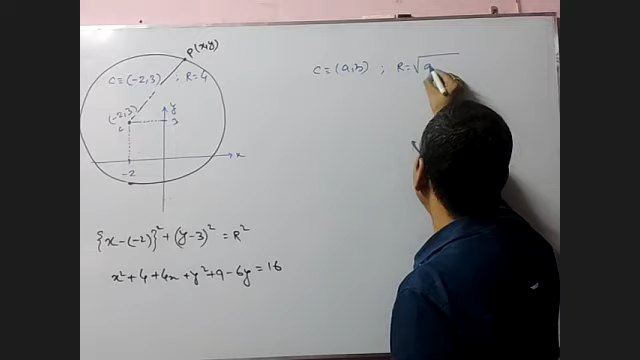 P(x,y)
C ≡ (-2,3) ; R=4
(-2,3)
C
y
3
x
-2
{x-(-2)}² + (y-3)² = R²
x² + 4 + 4x + y² + 9 - 6y = 16
C ≡ (a,b) ; R=√a